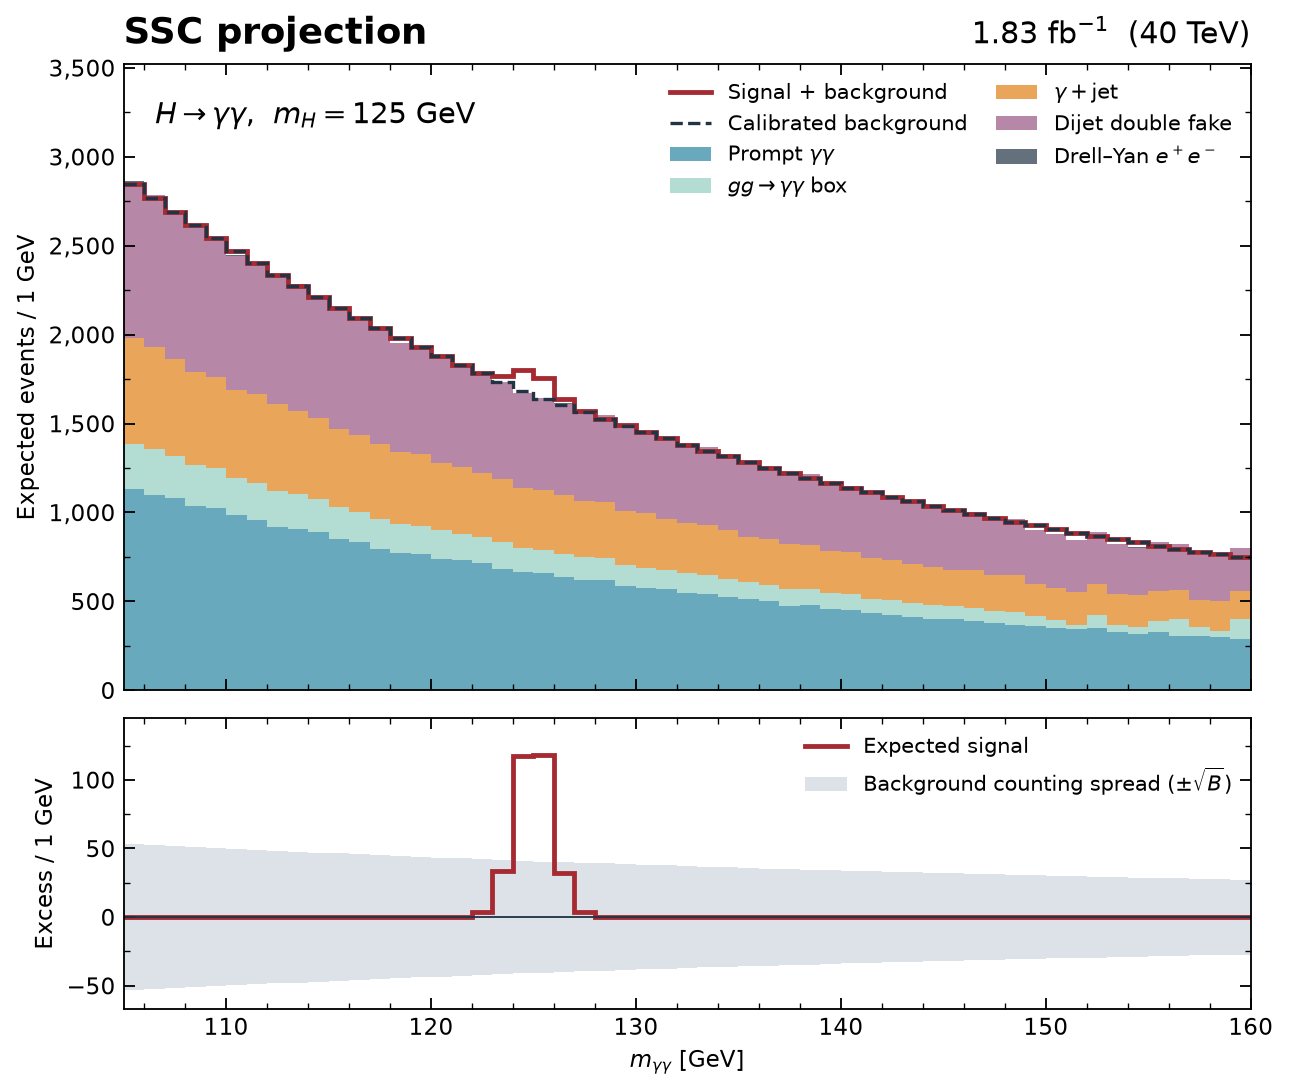 SSC projection
1.83 fb⁻¹ (40 TeV)
H → γγ, m_H = 125 GeV
Signal + background
Calibrated background
Prompt γγ
gg → γγ box
γ + jet
Dijet double fake
Drell–Yan e⁺e⁻
Expected events / 1 GeV
3,500
3,000
2,500
2,000
1,500
1,000
500
0
Expected signal
Background counting spread (±√B)
Excess / 1 GeV
100
50
0
−50
110
120
130
140
150
160
m_γγ [GeV]